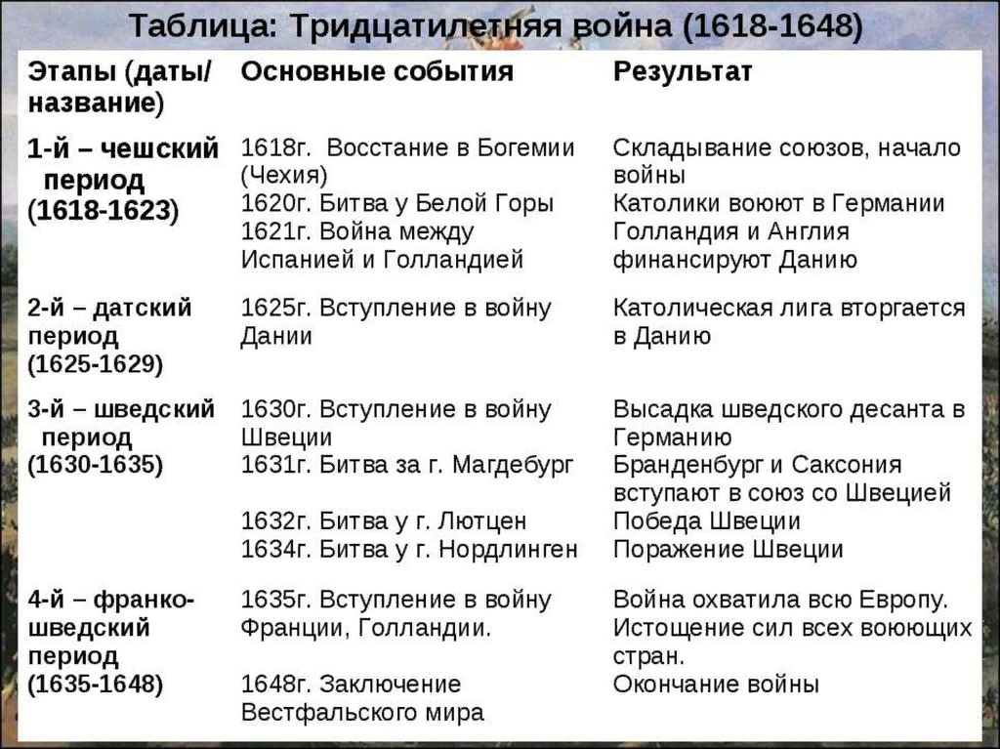 Таблица: Тридцатилетняя война (1618-1648)
Этапы (даты/ название)
Основные события
Результат
1-й – чешский период (1618-1623)
1618г. Восстание в Богемии (Чехия)
1620г. Битва у Белой Горы
1621г. Война между Испанией и Голландией
Складывание союзов, начало войны
Католики воюют в Германии
Голландия и Англия финансируют Данию
2-й – датский период (1625-1629)
1625г. Вступление в войну Дании
Католическая лига вторгается в Данию
3-й – шведский период (1630-1635)
1630г. Вступление в войну Швеции
1631г. Битва за г. Магдебург
1632г. Битва у г. Лютцен
1634г. Битва у г. Нордлинген
Высадка шведского десанта в Германию
Бранденбург и Саксония вступают в союз со Швецией
Победа Швеции
Поражение Швеции
4-й – франко-шведский период (1635-1648)
1635г. Вступление в войну Франции, Голландии.
1648г. Заключение Вестфальского мира
Война охватила всю Европу.
Истощение сил всех воюющих стран.
Окончание войны